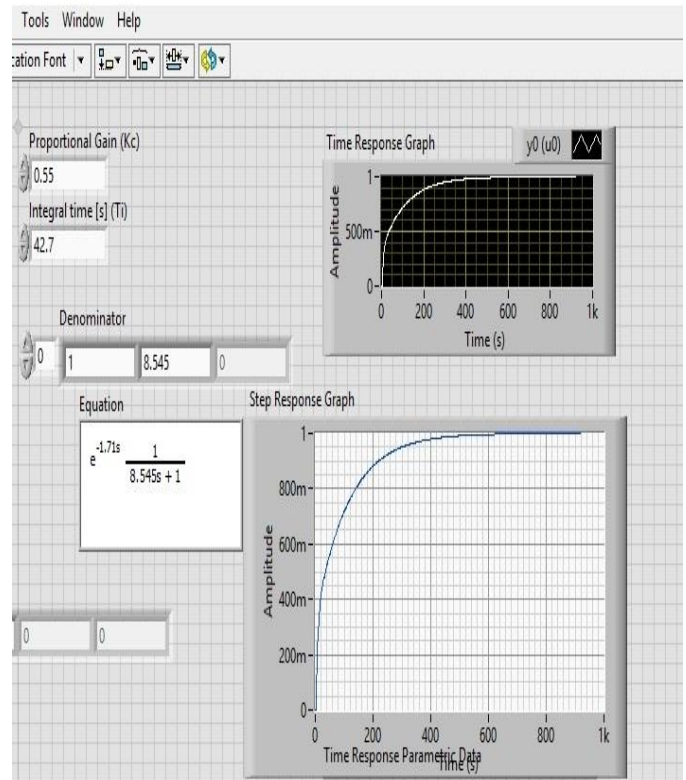 Tools Window Help
cation Font
Proportional Gain (Kc)
0.55
Integral time [s] (Ti)
42.7
Time Response Graph
y0 (u0)
Amplitude
1
500m
0
0 200 400 600 800 1k
Time (s)
Denominator
0 1 8.545 0
Equation
e^-1.71s 1
8.545s + 1
0 0
Step Response Graph
Amplitude
1
800m
600m
400m
200m
0
0 200 400 600 800 1k
Time (s)
Time Response Parametric Data